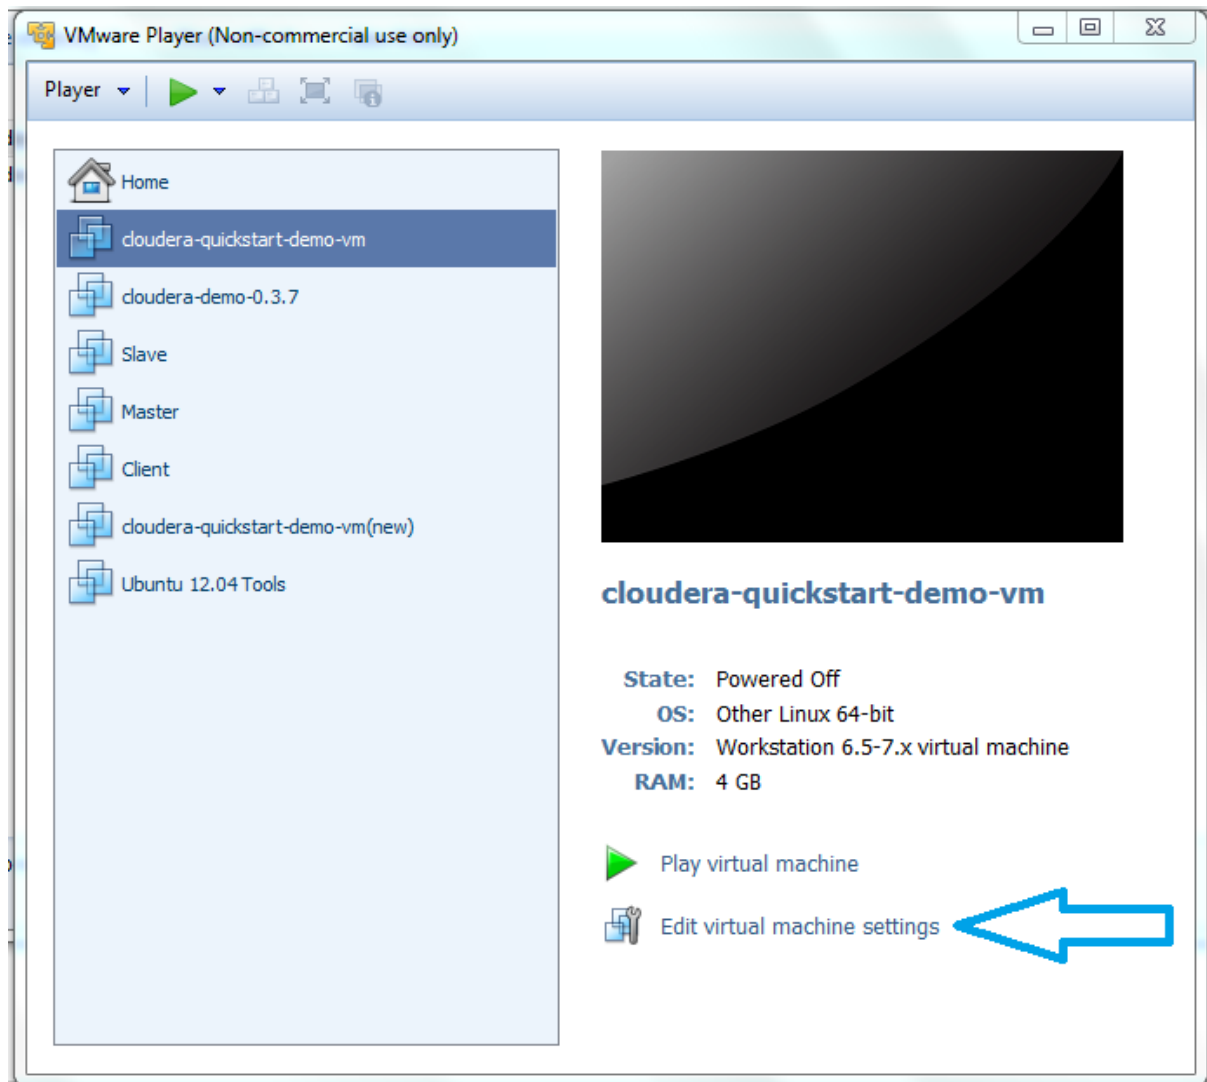 VMware Player (Non-commercial use only)
Player
Home
cloudera-quickstart-demo-vm
cloudera-demo-0.3.7
Slave
Master
Client
cloudera-quickstart-demo-vm(new)
Ubuntu 12.04 Tools
cloudera-quickstart-demo-vm
State: Powered Off
OS: Other Linux 64-bit
Version: Workstation 6.5-7.x virtual machine
RAM: 4 GB
Play virtual machine
Edit virtual machine settings